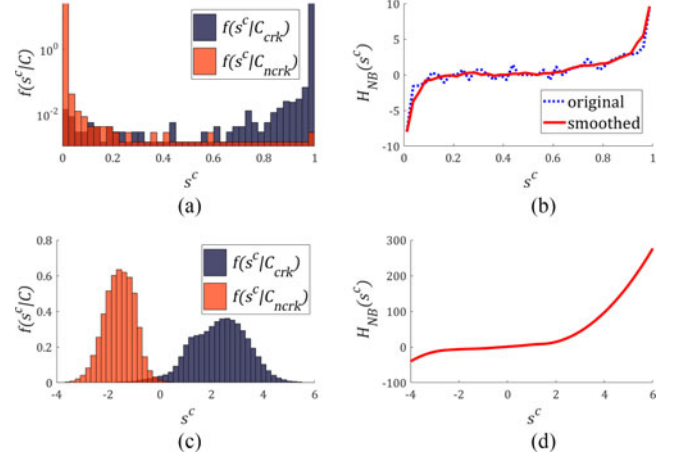 f(s^c|C)
10^0
10^-2
f(s^c|C_crk)
f(s^c|C_ncrk)
0 0.2 0.4 0.6 0.8 1
s^c
(a)
H_NB(s^c)
10
5
0
-5
-10
original
smoothed
0 0.2 0.4 0.6 0.8 1
s^c
(b)
f(s^c|C)
0.8
0.6
0.4
0.2
0
f(s^c|C_crk)
f(s^c|C_ncrk)
-4 -2 0 2 4 6
s^c
(c)
H_NB(s^c)
300
200
100
0
-100
-4 -2 0 2 4 6
s^c
(d)